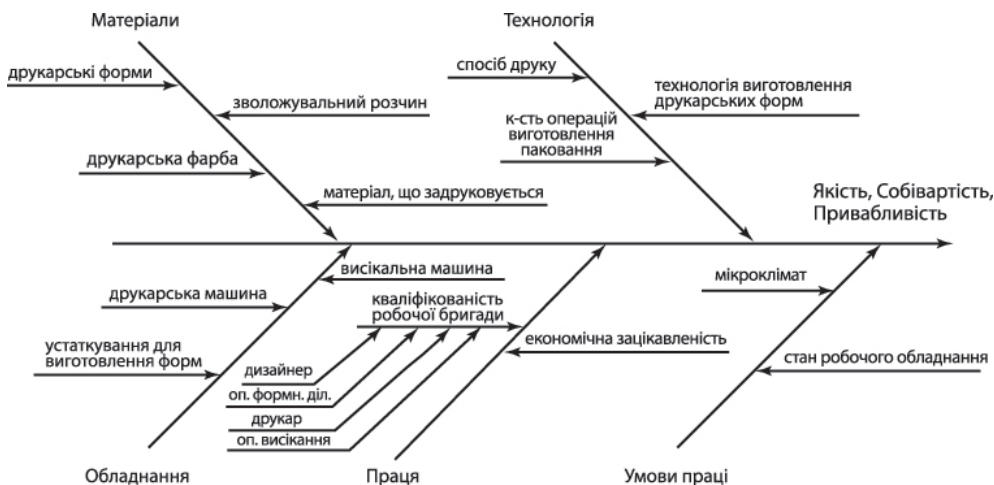 Матеріали
Технологія
друкарські форми
спосіб друку
технологія виготовлення
друкарських форм
зволожувальний розчин
к-сть операцій
виготовлення
паковання
друкарська фарба
матеріал, що задруковується
Якість, Собівартість,
Привабливість
висікальна машина
мікроклімат
друкарська машина
кваліфікованість
робочої бригади
економічна зацікавленість
устаткування для
виготовлення форм
стан робочого обладнання
дизайнер
оп. формн. діл.
друкар
оп. висікання
Обладнання
Праця
Умови праці